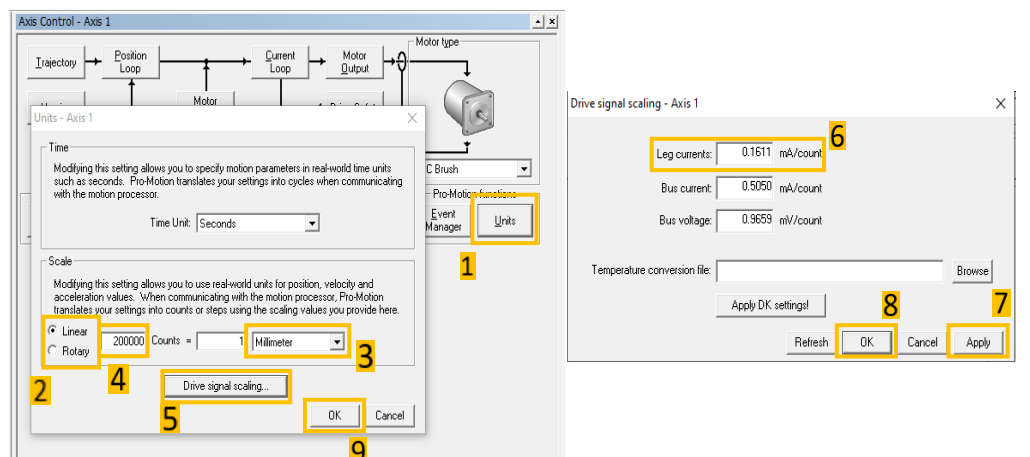 Axis Control - Axis 1
Motor type
Trajectory
Position
Loop
Current
Loop
Motor
Output
Motor
C Brush
Pro-Motion functions
Event
Manager
Units
1
Units - Axis 1
Time
Modifying this setting allows you to specify motion parameters in real-world time units
such as seconds. Pro-Motion translates your settings into cycles when communicating
with the motion processor.
Time Unit: Seconds
Scale
Modifying this setting allows you to use real-world units for position, velocity and
acceleration values. When communicating with the motion processor, Pro-Motion
translates your settings into counts or steps using the scaling values you provide here.
Linear
Rotary
200000 Counts = 1 Millimeter
2
4
3
Drive signal scaling...
5
OK
Cancel
9
Drive signal scaling - Axis 1
6
Leg currents: 0.1611 mA/count
Bus current: 0.5050 mA/count
Bus voltage: 0.9659 mV/count
Temperature conversion file:
Browse
Apply DK settings!
8
7
Refresh
OK
Cancel
Apply